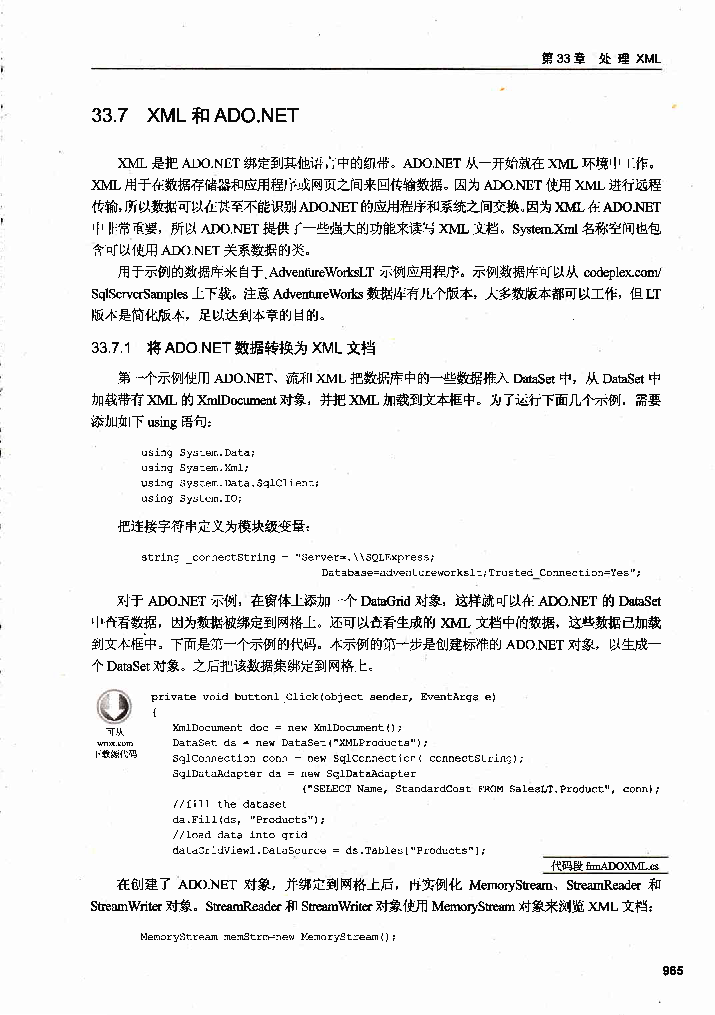 第 33 章 处 理 XML
33.7 XML 和 ADO.NET
XML 是把 ADO.NET 绑定到其他语言中的纽带。ADO.NET 从一开始就在 XML 环境中工作。
XML 用于在数据存储器和应用程序或网页之间来回传输数据。因为 ADO.NET 使用 XML 进行远程
传输，所以数据可以在甚至不能识别 ADO.NET 的应用程序和系统之间交换。因为 XML 在 ADO.NET
中非常重要，所以 ADO.NET 提供了一些强大的功能来读写 XML 文档。System.Xml 名称空间也包
含可以使用 ADO.NET 关系数据的类。
用于示例的数据库来自于 AdventureWorksLT 示例应用程序。示例数据库可以从 codeplex.com/
SqlServerSamples 上下载。注意 AdventureWorks 数据库有几个版本，大多数版本都可以工作，但 LT
版本是简化版本，足以达到本章的目的。
33.7.1 将 ADO.NET 数据转换为 XML 文档
第一个示例使用 ADO.NET、流和 XML 把数据库中的一些数据推入 DataSet 中，从 DataSet 中
加载带有 XML 的 XmlDocument 对象，并把 XML 加载到文本框中。为了运行下面几个示例，需要
添加如下 using 语句：
using System.Data;
using System.Xml;
using System.Data.SqlClient;
using System.IO;
把连接字符串定义为模块级变量：
string _connectString = "Server=.\\SQLExpress;
Database=adventureworkslt;Trusted_Connection=Yes";
对于 ADO.NET 示例，在窗体上添加一个 DataGrid 对象，这样就可以在 ADO.NET 的 DataSet
中查看数据，因为数据被绑定到网格上。还可以查看生成的 XML 文档中的数据，这些数据已加载
到文本框中。下面是第一个示例的代码。本示例的第一步是创建标准的 ADO.NET 对象，以生成一
个 DataSet 对象。之后把该数据集绑定到网格上。
private void button1_Click(object sender, EventArgs e)
{
可从
wrox.com
下载源代码
XmlDocument doc = new XmlDocument();
DataSet ds = new DataSet("XMLProducts");
SqlConnection conn = new SqlConnection(_connectString);
SqlDataAdapter da = new SqlDataAdapter
("SELECT Name, StandardCost FROM SalesLT.Product", conn);
//fill the dataset
da.Fill(ds, "Products");
//load data into grid
dataGridView1.DataSource = ds.Tables["Products"];
代码段 frmADOXML.cs
在创建了 ADO.NET 对象，并绑定到网格上后，再实例化 MemoryStream、StreamReader 和
StreamWriter 对象。StreamReader 和 StreamWriter 对象使用 MemoryStream 对象来浏览 XML 文档：
MemoryStream memStrm=new MemoryStream();
965